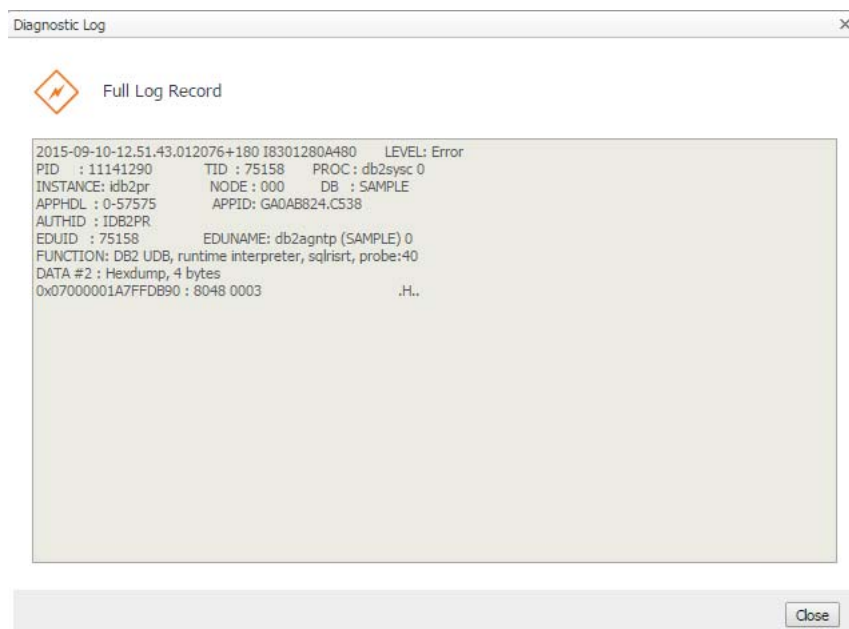 Diagnostic Log
Full Log Record
2015-09-10-12.51.43.012076+180 I8301280A480 LEVEL: Error
PID : 11141290 TID : 75158 PROC : db2sysc 0
INSTANCE: idb2pr NODE : 000 DB : SAMPLE
APPHDL : 0-57575 APPID: GA0AB824.C538
AUTHID : IDB2PR
EDUID : 75158 EDUNAME: db2agntp (SAMPLE) 0
FUNCTION: DB2 UDB, runtime interpreter, sqlrisrt, probe:40
DATA #2 : Hexdump, 4 bytes
0x07000001A7FFDB90 : 8048 0003 .H..
Close